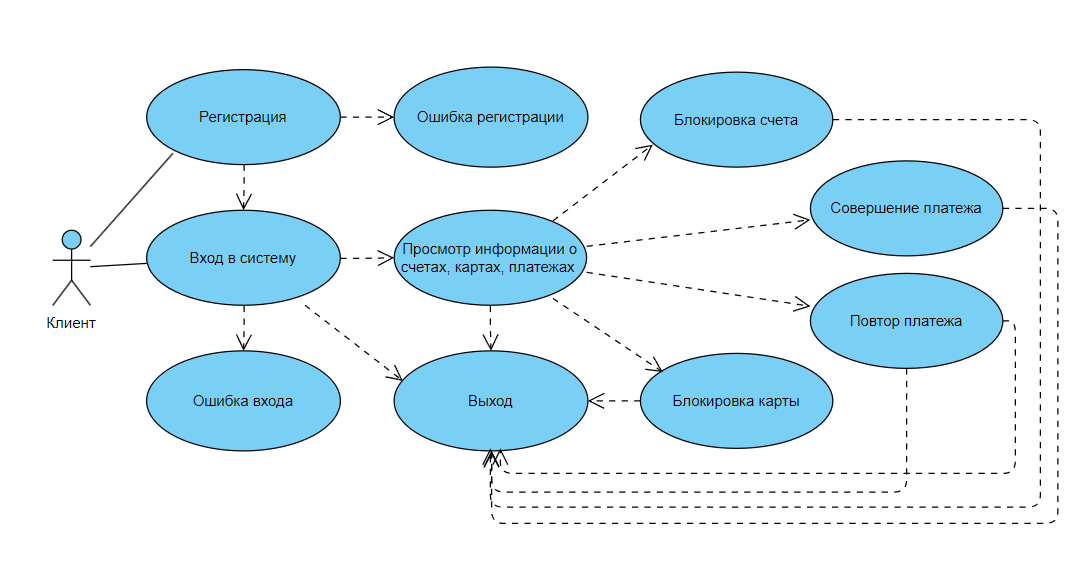 Регистрация
Ошибка регистрации
Блокировка счета
Совершение платежа
Вход в систему
Просмотр информации о
счетах, картах, платежах
Клиент
Повтор платежа
Ошибка входа
Выход
Блокировка карты